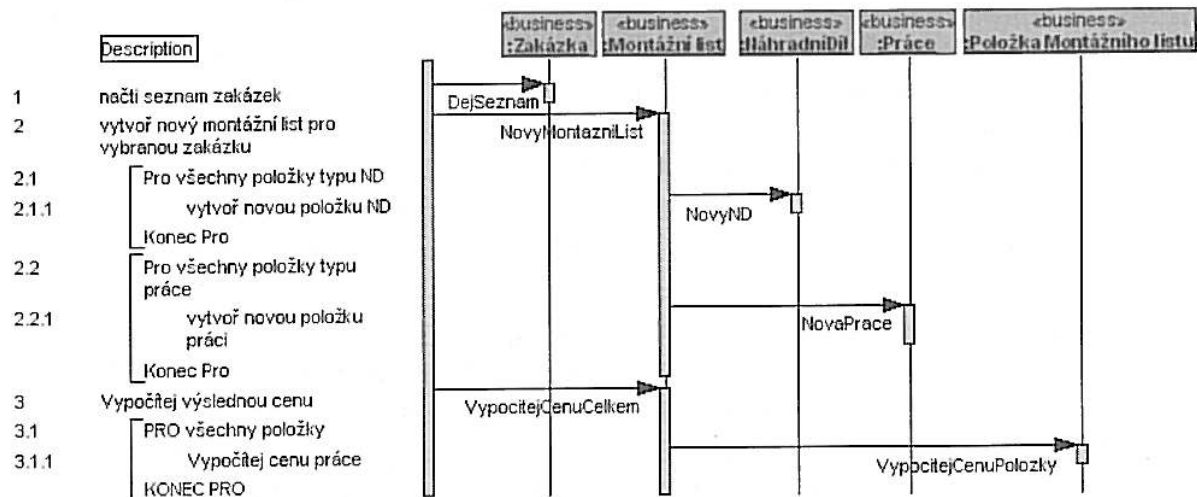 «business» «business» «business» «business» «business»
:Zakázka :Montážní list :NáhradníDíl :Práce :Položka Montážního listu
Description
1 načti seznam zakázek
DejSeznam
2 vytvoř nový montážní list pro
vybranou zakázku
NovyMontazniList
2.1 Pro všechny položky typu ND
2.1.1 vytvoř novou položku ND
NovyND
Konec Pro
2.2 Pro všechny položky typu
práce
2.2.1 vytvoř novou položku
práci
NovaPrace
Konec Pro
3 Vypočítej výslednou cenu
VypocitejCenuCelkem
3.1 PRO všechny položky
3.1.1 Vypočítej cenu práce
VypocitejCenuPolozky
KONEC PRO